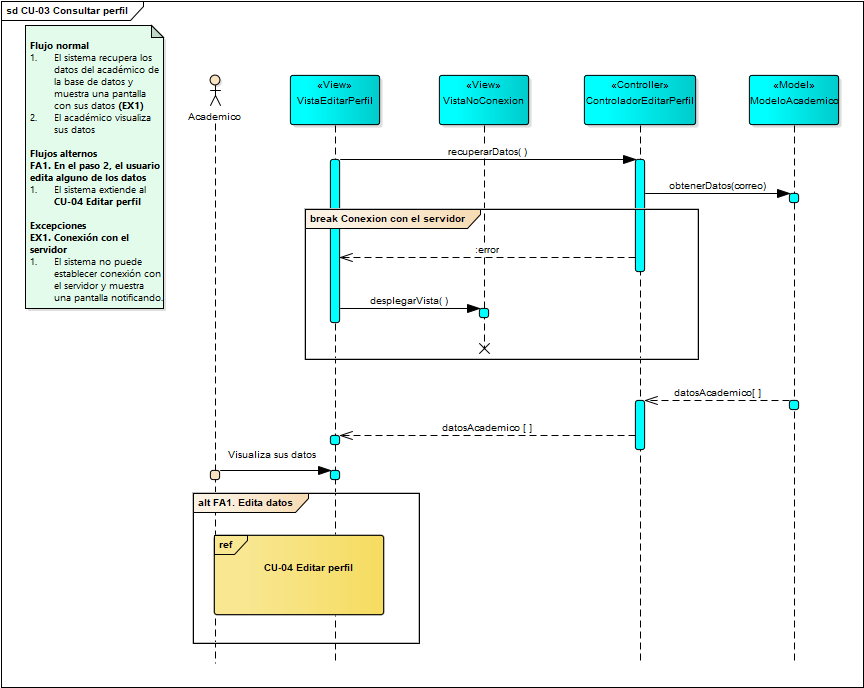 sd CU-03 Consultar perfil
Flujo normal
1. El sistema recupera los
datos del académico de
la base de datos y
muestra una pantalla
con sus datos (EX1)
2. El académico visualiza
sus datos
Flujos alternos
FA1. En el paso 2, el usuario
edita alguno de los datos
1. El sistema extiende al
CU-04 Editar perfil
Excepciones
EX1. Conexión con el
servidor
1. El sistema no puede
establecer conexión con
el servidor y muestra
una pantalla notificando.
Academico
«View»
VistaEditarPerfil
«View»
VistaNoConexion
«Controller»
ControladorEditarPerfil
«Model»
ModeloAcademico
recuperarDatos( )
obtenerDatos(correo)
break Conexion con el servidor
:error
desplegarVista( )
datosAcademico[ ]
datosAcademico [ ]
Visualiza sus datos
alt FA1. Edita datos
ref
CU-04 Editar perfil